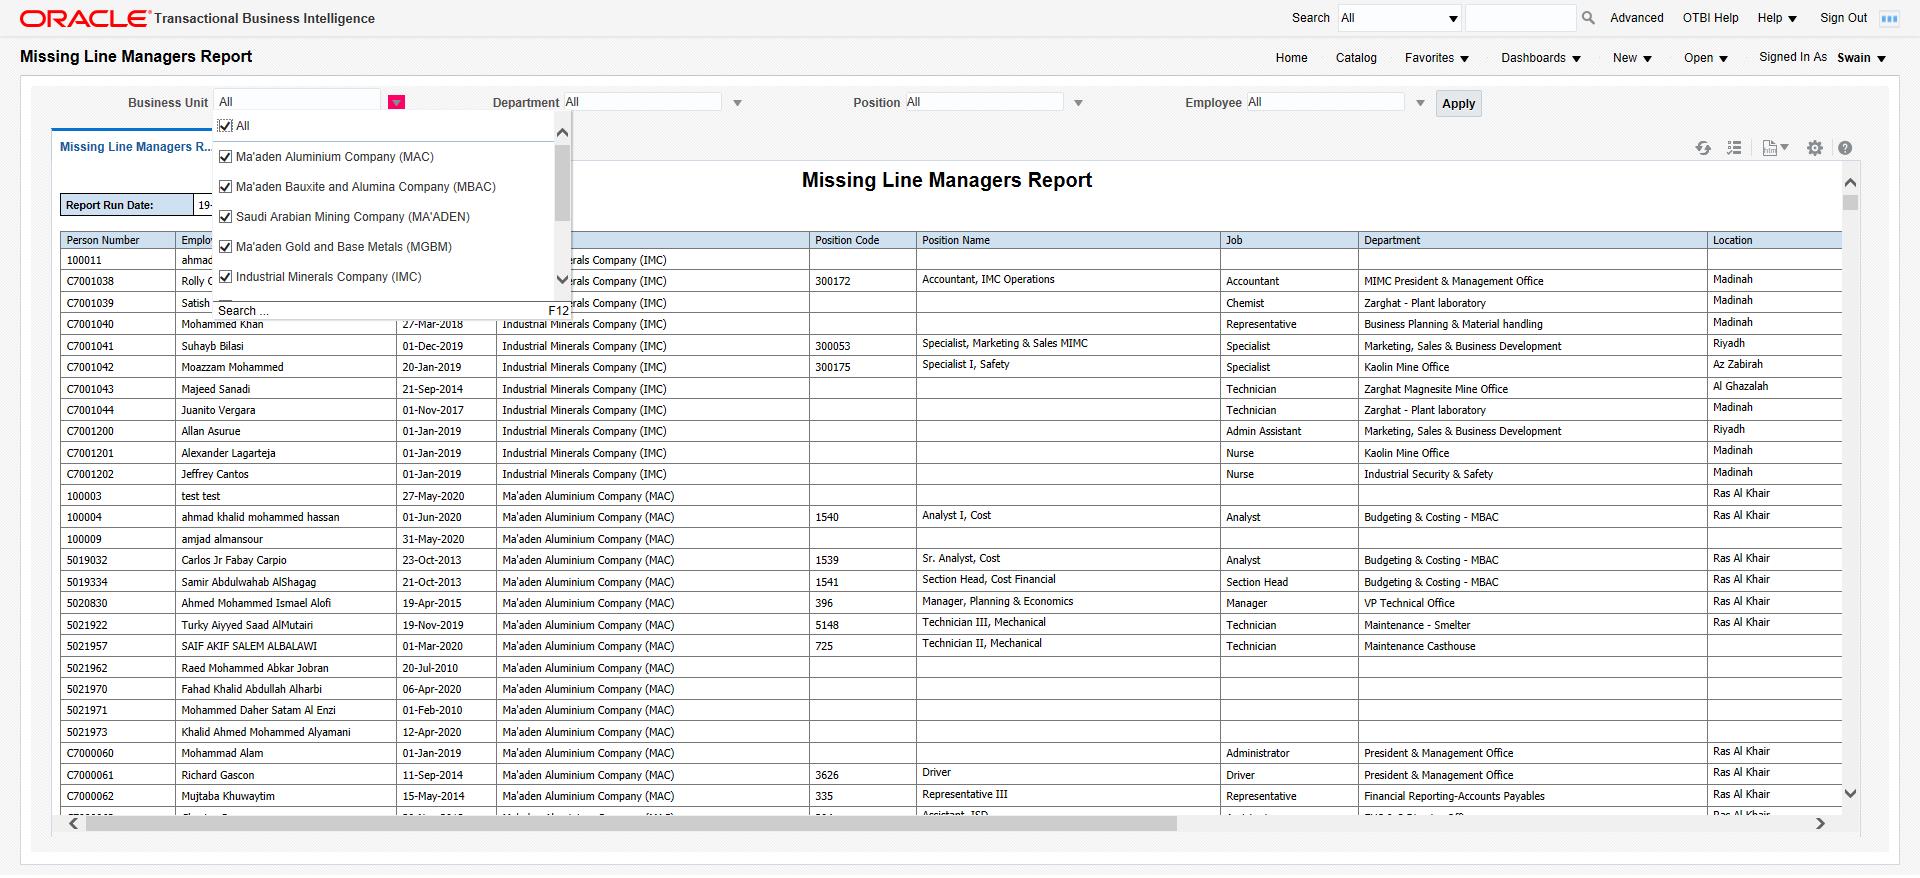 ORACLE Transactional Business Intelligence
Search All Advanced OTBI Help Help Sign Out
Missing Line Managers Report
Home Catalog Favorites Dashboards New Open Signed In As Swain
Business Unit All Department All Position All Employee All Apply
All
Ma'aden Aluminium Company (MAC)
Ma'aden Bauxite and Alumina Company (MBAC)
Saudi Arabian Mining Company (MA'ADEN)
Ma'aden Gold and Base Metals (MGBM)
Industrial Minerals Company (IMC)
Search ... F12
Missing Line Managers R...
Missing Line Managers Report
Report Run Date: 19-
Person Number Employ Position Code Position Name Job Department Location
100011 ahmad erals Company (IMC)
C7001038 Rolly C erals Company (IMC) 300172 Accountant, IMC Operations Accountant MIMC President & Management Office Madinah
C7001039 Satish erals Company (IMC) Chemist Zarghat - Plant laboratory Madinah
C7001040 Mohammed Khan 27-Mar-2018 Industrial Minerals Company (IMC) Representative Business Planning & Material handling Madinah
C7001041 Suhayb Bilasi 01-Dec-2019 Industrial Minerals Company (IMC) 300053 Specialist, Marketing & Sales MIMC Specialist Marketing, Sales & Business Development Riyadh
C7001042 Moazzam Mohammed 20-Jan-2019 Industrial Minerals Company (IMC) 300175 Specialist I, Safety Specialist Kaolin Mine Office Az Zabirah
C7001043 Majeed Sanadi 21-Sep-2014 Industrial Minerals Company (IMC) Technician Zarghat Magnesite Mine Office Al Ghazalah
C7001044 Juanito Vergara 01-Nov-2017 Industrial Minerals Company (IMC) Technician Zarghat - Plant laboratory Madinah
C7001200 Allan Asurue 01-Jan-2019 Industrial Minerals Company (IMC) Admin Assistant Marketing, Sales & Business Development Riyadh
C7001201 Alexander Lagarteja 01-Jan-2019 Industrial Minerals Company (IMC) Nurse Kaolin Mine Office Madinah
C7001202 Jeffrey Cantos 01-Jan-2019 Industrial Minerals Company (IMC) Nurse Industrial Security & Safety Madinah
100003 test test 27-May-2020 Ma'aden Aluminium Company (MAC) Ras Al Khair
100004 ahmad khalid mohammed hassan 01-Jun-2020 Ma'aden Aluminium Company (MAC) 1540 Analyst I, Cost Analyst Budgeting & Costing - MBAC Ras Al Khair
100009 amjad almansour 31-May-2020 Ma'aden Aluminium Company (MAC)
5019032 Carlos Jr Fabay Carpio 23-Oct-2013 Ma'aden Aluminium Company (MAC) 1539 Sr. Analyst, Cost Analyst Budgeting & Costing - MBAC Ras Al Khair
5019334 Samir Abdulwahab AlShagag 21-Oct-2013 Ma'aden Aluminium Company (MAC) 1541 Section Head, Cost Financial Section Head Budgeting & Costing - MBAC Ras Al Khair
5020830 Ahmed Mohammed Ismael Alofi 19-Apr-2015 Ma'aden Aluminium Company (MAC) 396 Manager, Planning & Economics Manager VP Technical Office Ras Al Khair
5021922 Turky Aiyyed Saad AlMutairi 19-Nov-2019 Ma'aden Aluminium Company (MAC) 5148 Technician III, Mechanical Technician Maintenance - Smelter Ras Al Khair
5021957 SAIF AKIF SALEM ALBALAWI 01-Mar-2020 Ma'aden Aluminium Company (MAC) 725 Technician II, Mechanical Technician Maintenance Casthouse
5021962 Raed Mohammed Abkar Jobran 20-Jul-2010 Ma'aden Aluminium Company (MAC)
5021970 Fahad Khalid Abdullah Alharbi 06-Apr-2020 Ma'aden Aluminium Company (MAC)
5021971 Mohammed Daher Satam Al Enzi 01-Feb-2010 Ma'aden Aluminium Company (MAC)
5021973 Khalid Ahmed Mohammed Alyamani 12-Apr-2020 Ma'aden Aluminium Company (MAC)
C7000060 Mohammad Alam 01-Jan-2019 Ma'aden Aluminium Company (MAC) Administrator President & Management Office Ras Al Khair
C7000061 Richard Gascon 11-Sep-2014 Ma'aden Aluminium Company (MAC) 3626 Driver Driver President & Management Office Ras Al Khair
C7000062 Mujtaba Khuwaytim 15-May-2014 Ma'aden Aluminium Company (MAC) 335 Representative III Representative Financial Reporting-Accounts Payables Ras Al Khair